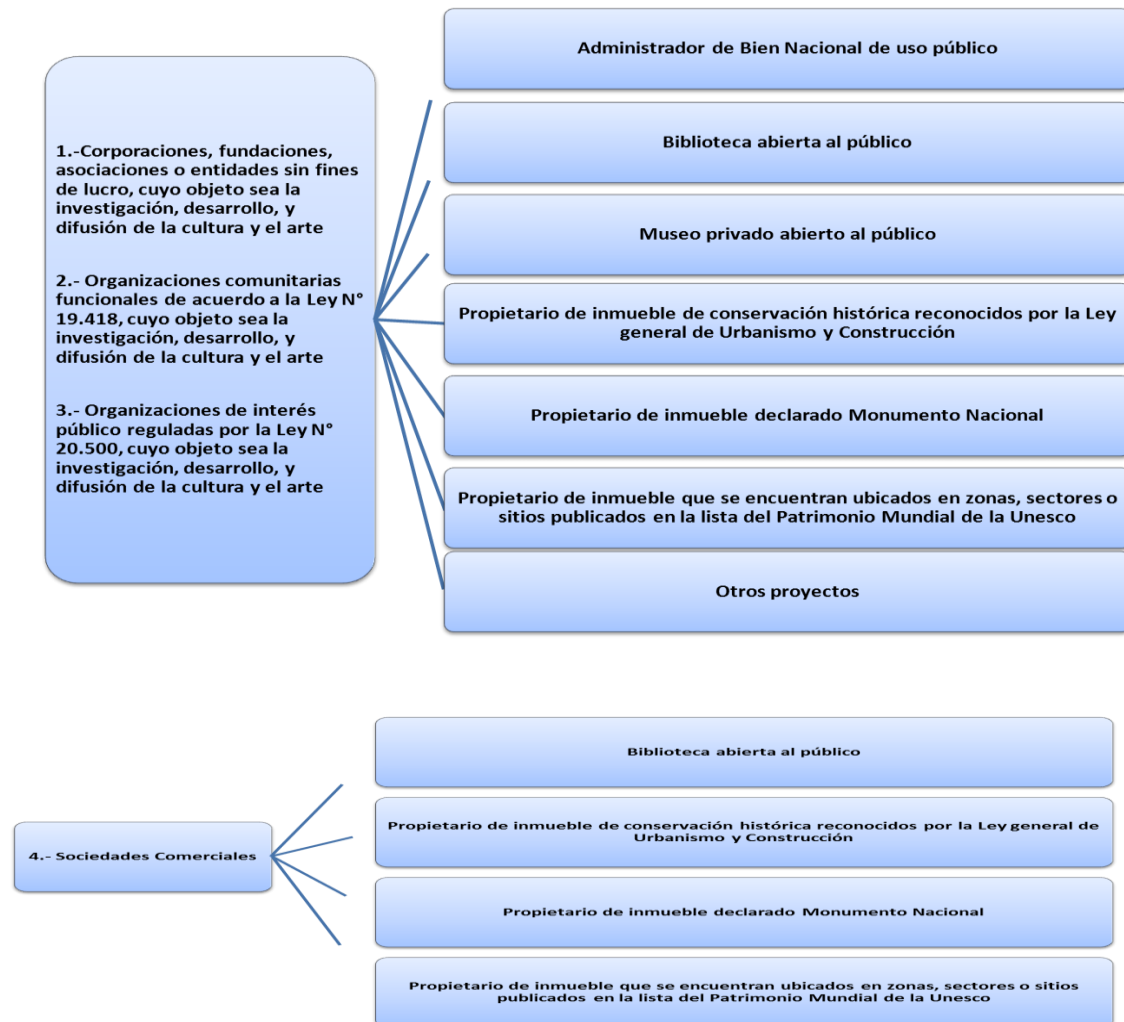 1.-Corporaciones, fundaciones,
asociaciones o entidades sin fines
de lucro, cuyo objeto sea la
investigación, desarrollo, y
difusión de la cultura y el arte
2.- Organizaciones comunitarias
funcionales de acuerdo a la Ley N°
19.418, cuyo objeto sea la
investigación, desarrollo, y
difusión de la cultura y el arte
3.- Organizaciones de interés
público reguladas por la Ley N°
20.500, cuyo objeto sea la
investigación, desarrollo, y
difusión de la cultura y el arte
Administrador de Bien Nacional de uso público
Biblioteca abierta al público
Museo privado abierto al público
Propietario de inmueble de conservación histórica reconocidos por la Ley
general de Urbanismo y Construcción
Propietario de inmueble declarado Monumento Nacional
Propietario de inmueble que se encuentran ubicados en zonas, sectores o
sitios publicados en la lista del Patrimonio Mundial de la Unesco
Otros proyectos
4.- Sociedades Comerciales
Biblioteca abierta al público
Propietario de inmueble de conservación histórica reconocidos por la Ley general de
Urbanismo y Construcción
Propietario de inmueble declarado Monumento Nacional
Propietario de inmueble que se encuentran ubicados en zonas, sectores o sitios
publicados en la lista del Patrimonio Mundial de la Unesco